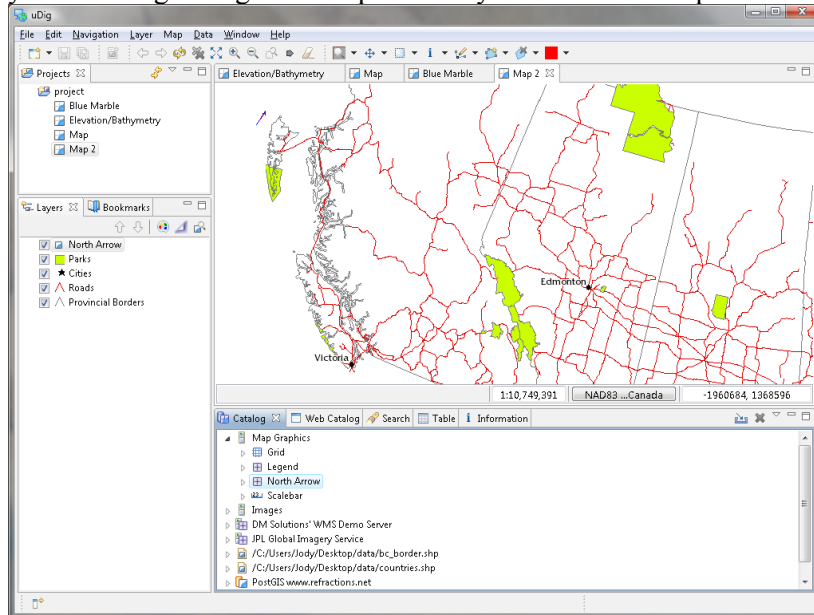 uDig
File Edit Navigation Layer Map Data Window Help
Projects
project
Blue Marble
Elevation/Bathymetry
Map
Map 2
Layers Bookmarks
North Arrow
Parks
Cities
Roads
Provincial Borders
Elevation/Bathymetry Map Blue Marble Map 2
Edmonton
Victoria
1:10,749,391 NAD83 ...Canada -1960684, 1368596
Catalog Web Catalog Search Table Information
Map Graphics
Grid
Legend
North Arrow
Scalebar
Images
DM Solutions' WMS Demo Server
JPL Global Imagery Service
/C:/Users/Jody/Desktop/data/bc_border.shp
/C:/Users/Jody/Desktop/data/countries.shp
PostGIS www.refractions.net